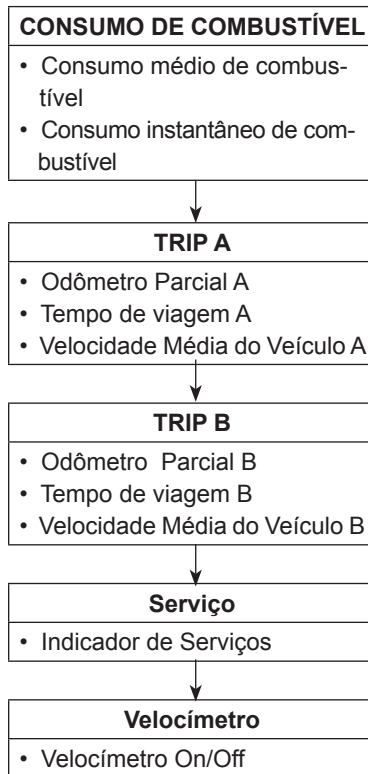 CONSUMO DE COMBUSTÍVEL
• Consumo médio de combus-
tível
• Consumo instantâneo de com-
bustível
TRIP A
• Odômetro Parcial A
• Tempo de viagem A
• Velocidade Média do Veículo A
TRIP B
• Odômetro Parcial B
• Tempo de viagem B
• Velocidade Média do Veículo B
Serviço
• Indicador de Serviços
Velocímetro
• Velocímetro On/Off